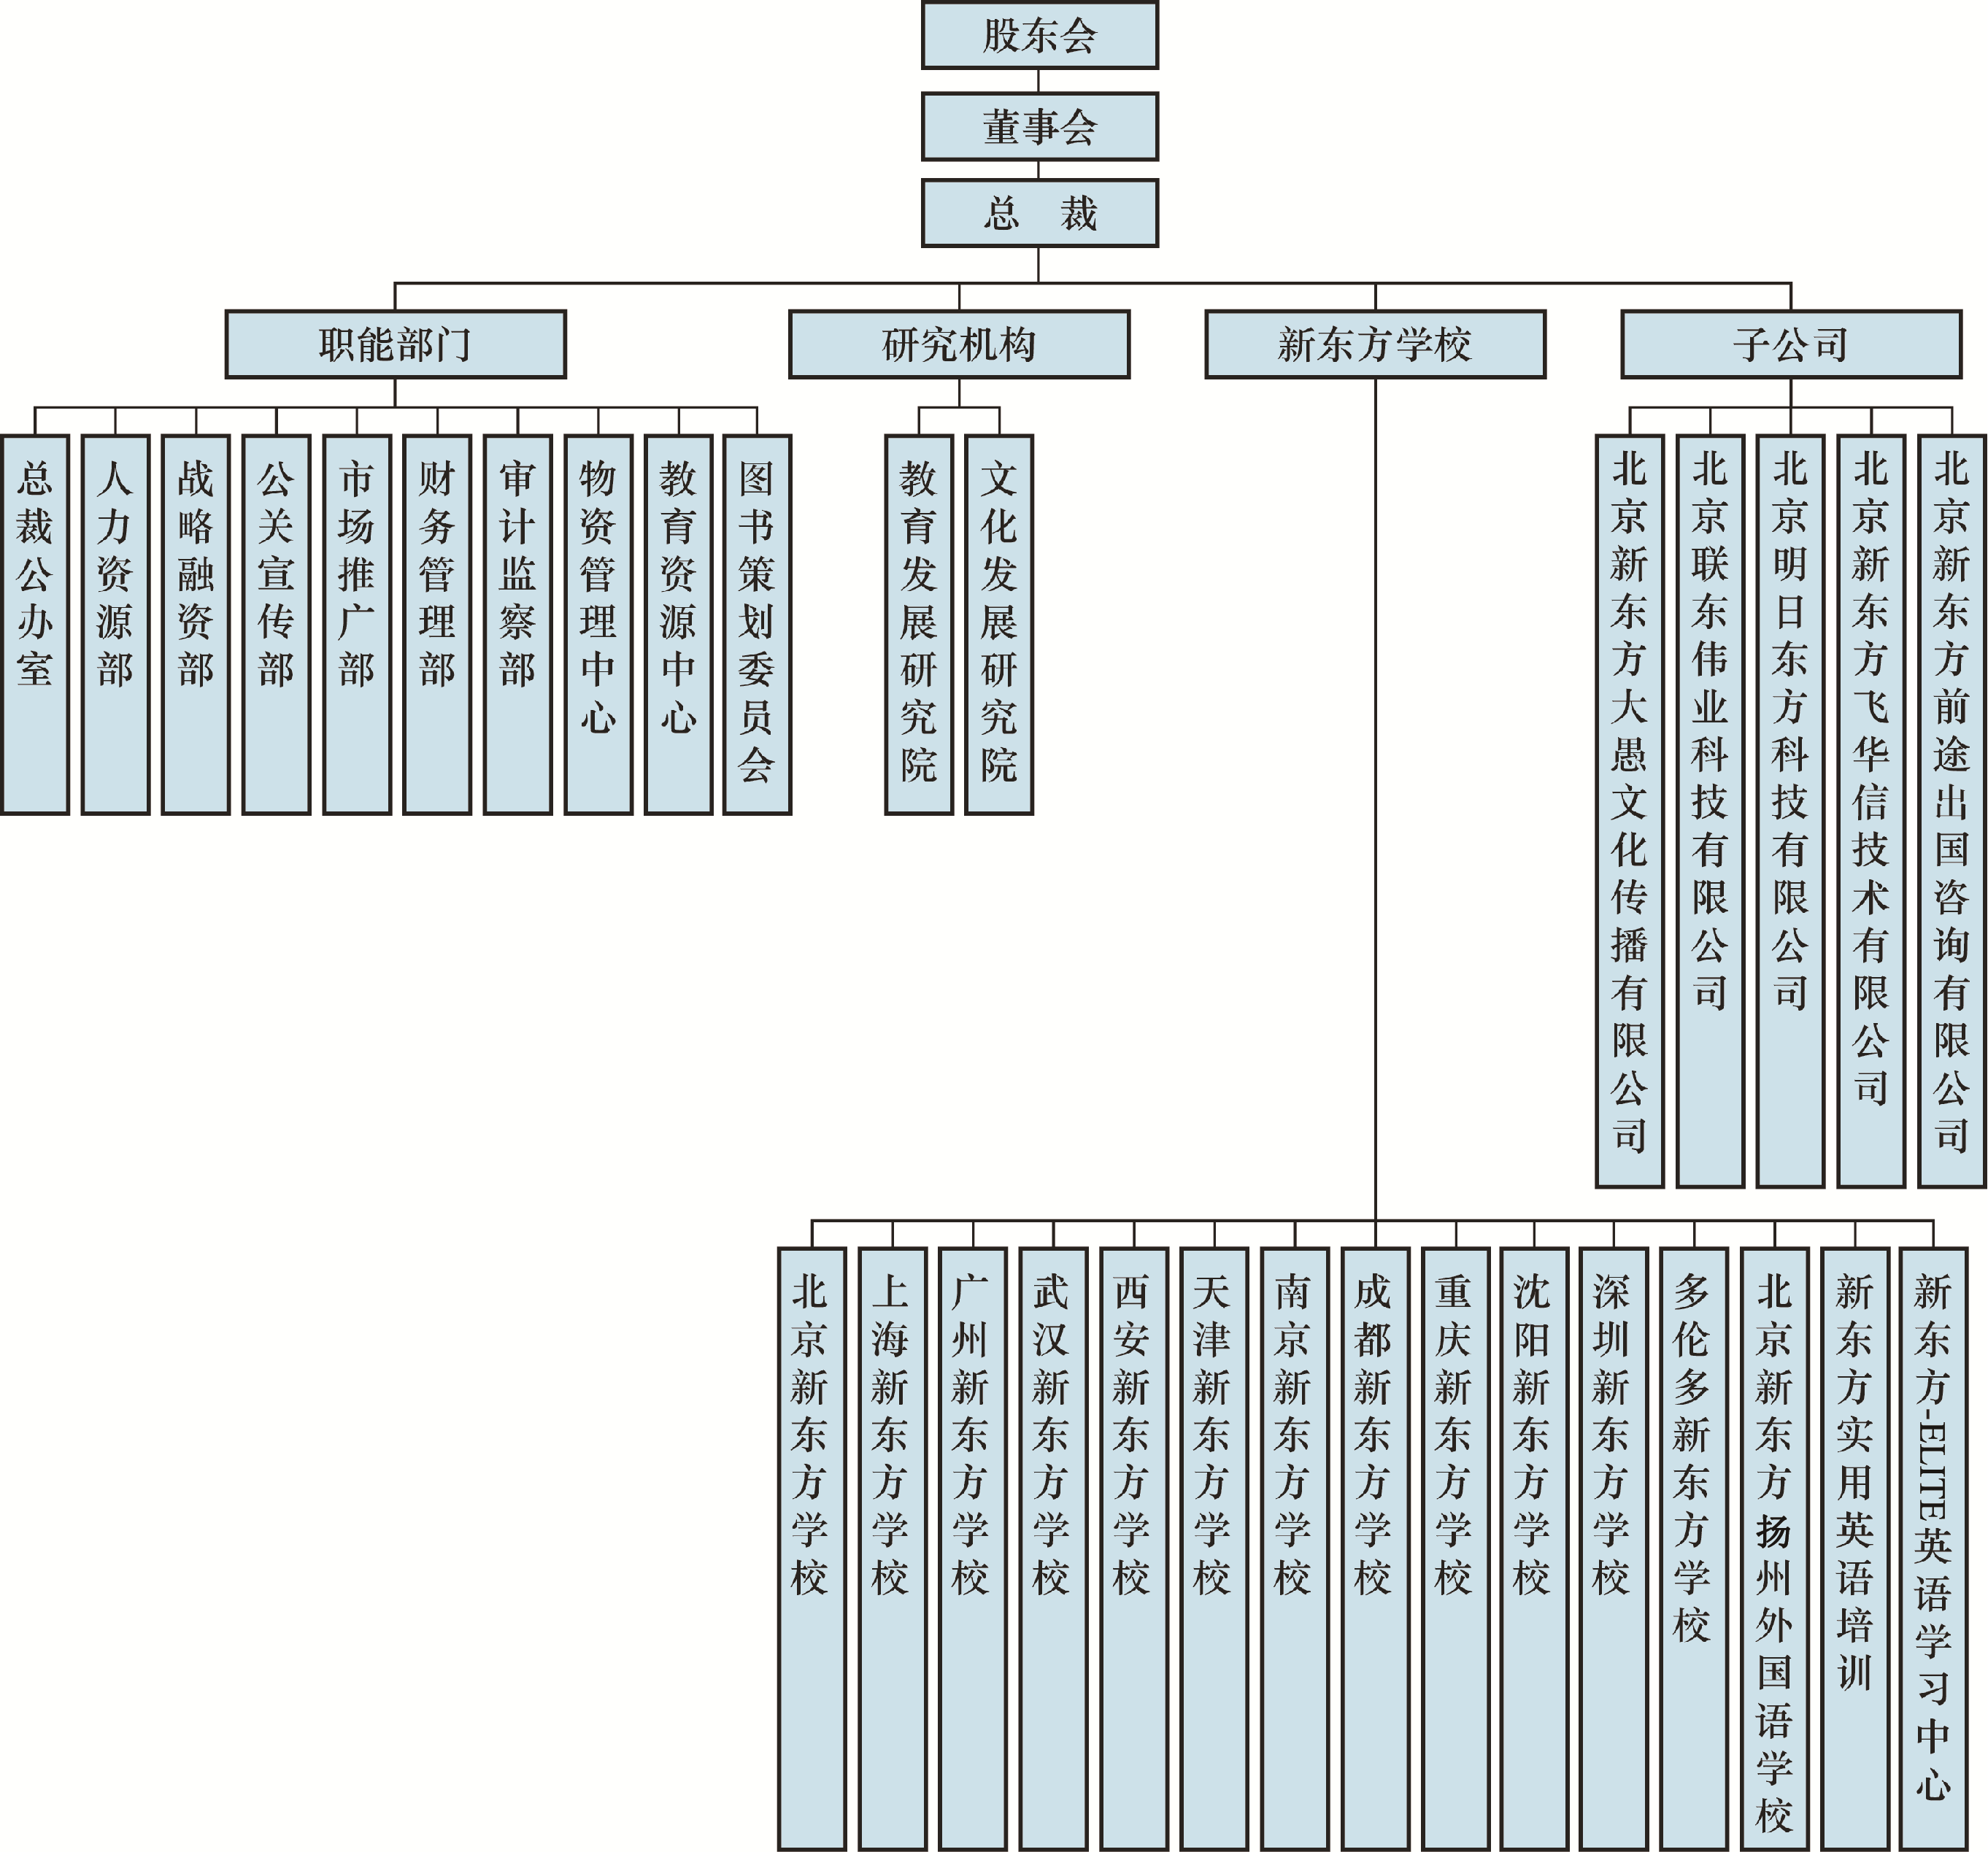 股东会
董事会
总 裁
职能部门
研究机构
新东方学校
子公司
总裁公办室
人力资源部
战略融资部
公关宣传部
市场推广部
财务管理部
审计监察部
物资管理中心
教育资源中心
图书策划委员会
教育发展研究院
文化发展研究院
北京新东方大愚文化传播有限公司
北京联东伟业科技有限公司
北京明日东方科技有限公司
北京新东方飞华信技术有限公司
北京新东方前途出国咨询有限公司
北京新东方学校
上海新东方学校
广州新东方学校
武汉新东方学校
西安新东方学校
天津新东方学校
南京新东方学校
成都新东方学校
重庆新东方学校
沈阳新东方学校
深圳新东方学校
多伦多新东方学校
北京新东方扬州外国语学校
新东方实用英语培训
新东方-ELITE英语学习中心